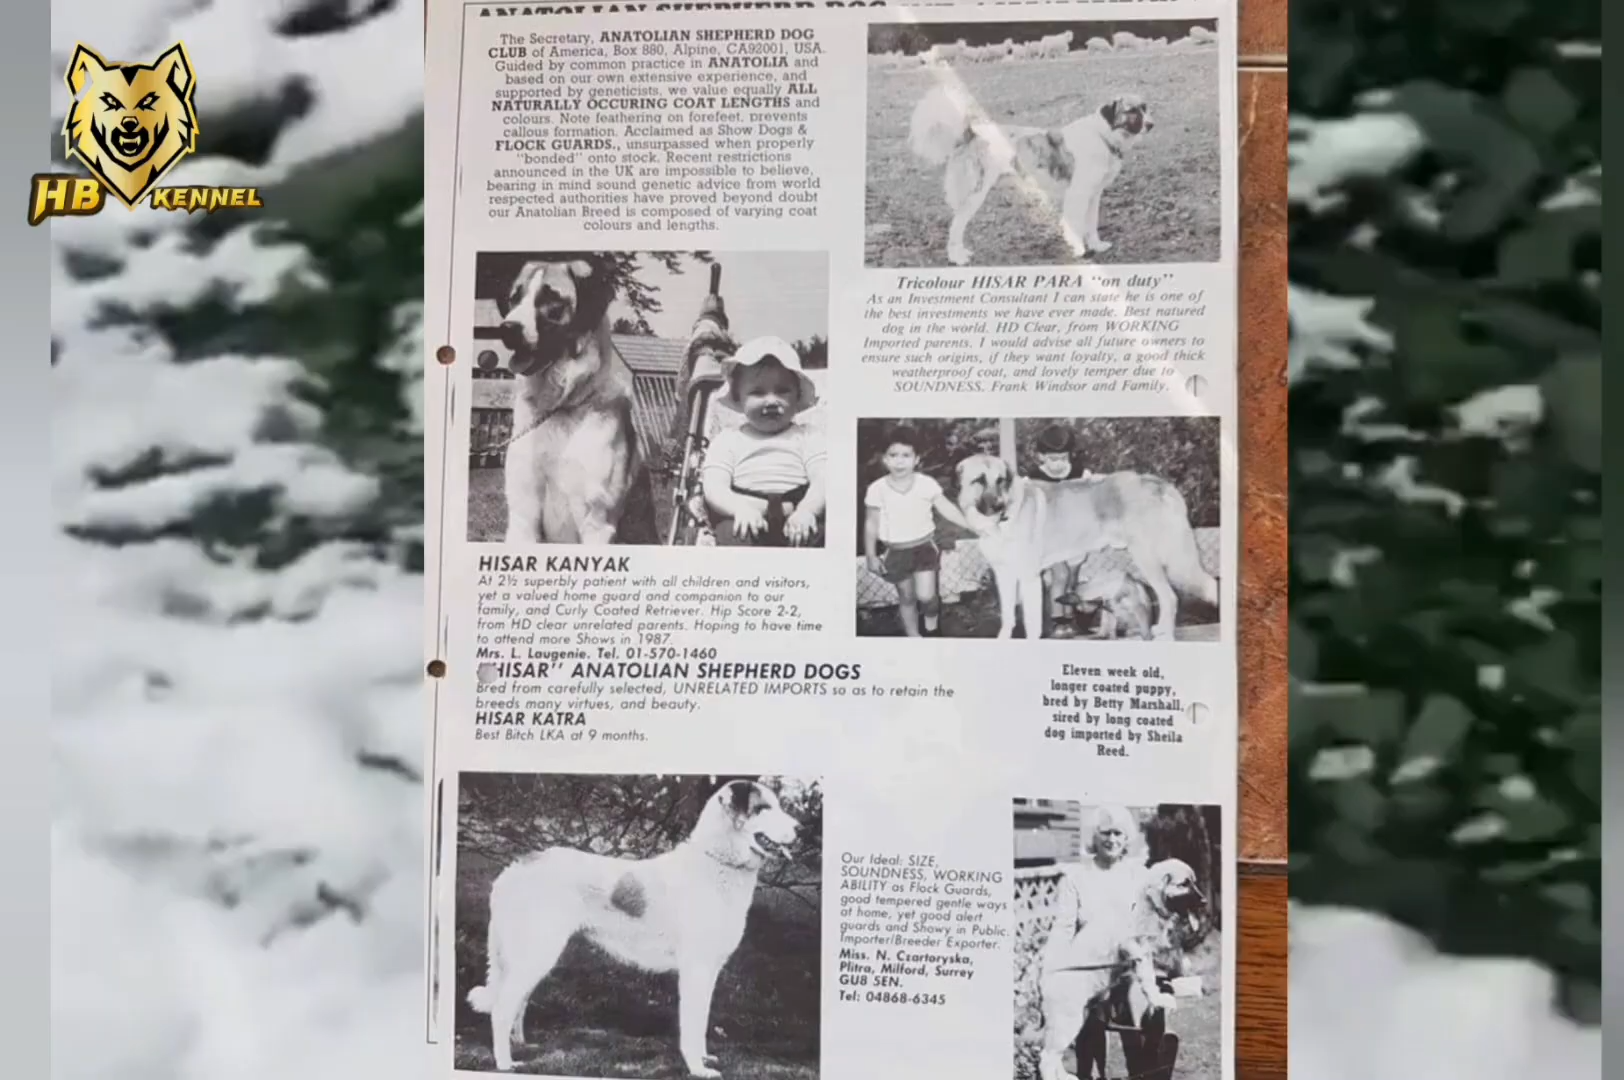 HB KENNEL
ANATOLIAN SHEPHERD DOG
The Secretary, ANATOLIAN SHEPHERD DOG
CLUB of America, Box 880, Alpine, CA92001, USA.
Guided by common practice in ANATOLIA and
based on our own extensive experience, and
supported by geneticists, we value equally ALL
NATURALLY OCCURING COAT LENGTHS and
colours. Note feathering on forefeet, prevents
callous formation. Acclaimed as Show Dogs &
FLOCK GUARDS., unsurpassed when properly
"bonded" onto stock. Recent restrictions
announced in the UK are impossible to believe,
bearing in mind sound genetic advice from world
respected authorities have proved beyond doubt
our Anatolian Breed is composed of varying coat
colours and lengths.
Tricolour HISAR PARA "on duty"
As an Investment Consultant I can state he is one of
the best investments we have ever made. Best natured
dog in the world. HD Clear, from WORKING
Imported parents. I would advise all future owners to
ensure such origins, if they want loyalty, a good thick
weatherproof coat, and lovely temper due to
SOUNDNESS. Frank Windsor and Family.
HISAR KANYAK
At 2½ superbly patient with all children and visitors,
yet a valued home guard and companion to our
family, and Curly Coated Retriever. Hip Score 2-2,
from HD clear unrelated parents. Hoping to have time
to attend more Shows in 1987.
Mrs. L. Laugenie. Tel. 01-570-1460
"HISAR" ANATOLIAN SHEPHERD DOGS
Bred from carefully selected, UNRELATED IMPORTS so as to retain the
breeds many virtues, and beauty.
HISAR KATRA
Best Bitch LKA at 9 months.
Eleven week old,
longer coated puppy,
bred by Betty Marshall,
sired by long coated
dog imported by Sheila
Reed.
Our Ideal: SIZE,
SOUNDNESS, WORKING
ABILITY as Flock Guards,
good tempered gentle ways
at home, yet good alert
guards and Showy in Public.
Importer/Breeder Exporter.
Miss. N. Czartoryska,
Plitra, Milford, Surrey
GU8 5EN.
Tel: 04868-6345